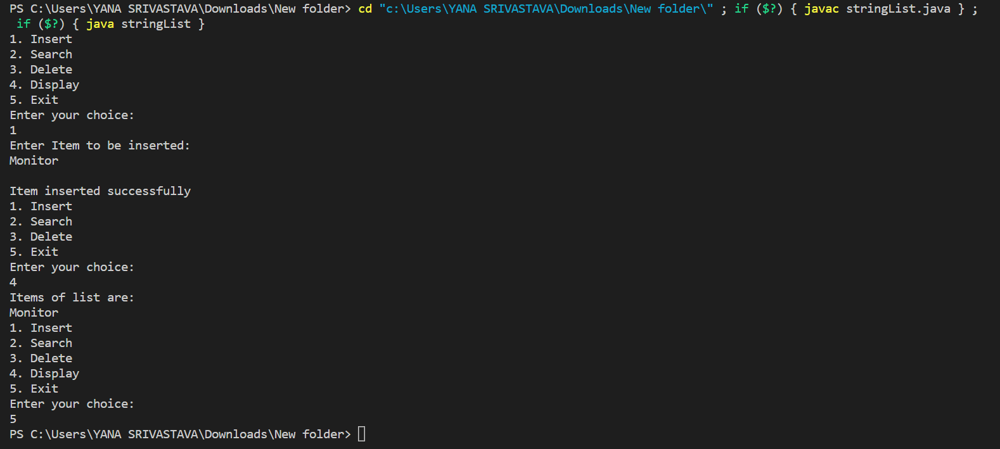 PS C:\Users\YANA SRIVASTAVA\Downloads\New folder> cd "c:\Users\YANA SRIVASTAVA\Downloads\New folder\" ; if ($?) { javac stringList.java } ;
if ($?) { java stringList }
1. Insert
2. Search
3. Delete
4. Display
5. Exit
Enter your choice:
1
Enter Item to be inserted:
Monitor

Item inserted successfully
1. Insert
2. Search
3. Delete
5. Exit
Enter your choice:
4
Items of list are:
Monitor
1. Insert
2. Search
3. Delete
4. Display
5. Exit
Enter your choice:
5
PS C:\Users\YANA SRIVASTAVA\Downloads\New folder>